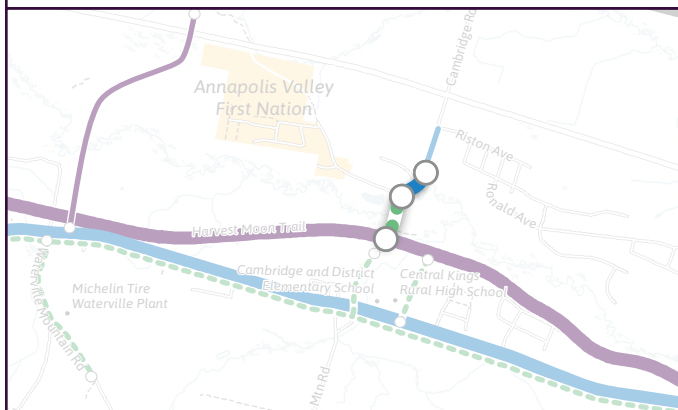 Cambridge Rd
Annapolis Valley
First Nation
Riston Ave
Ronald Ave
Harvest Moon Trail
Cambridge and District
Elementary School
Central Kings
Rural High School
Michelin Tire
Waterville Plant
Mountain Rd
Mtn Rd